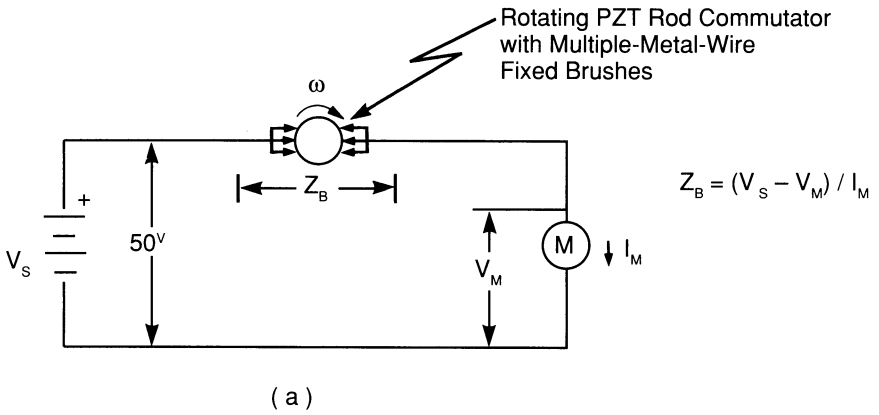 Rotating PZT Rod Commutator
with Multiple-Metal-Wire
Fixed Brushes
ω
Z_B
Z_B = (V_S − V_M) / I_M
+
50^V
V_S
V_M
M
I_M
(a)